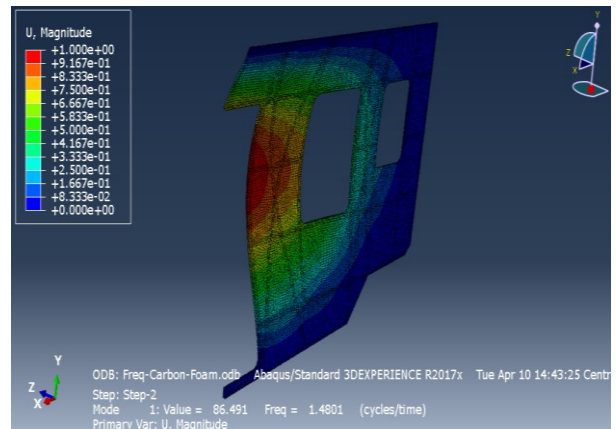 U, Magnitude
+1.000e+00
+9.167e-01
+8.333e-01
+7.500e-01
+6.667e-01
+5.833e-01
+5.000e-01
+4.167e-01
+3.333e-01
+2.500e-01
+1.667e-01
+8.333e-02
+0.000e+00
Y
Z
X
Y
Z
X
ODB: Freq-Carbon-Foam.odb Abaqus/Standard 3DEXPERIENCE R2017x Tue Apr 10 14:43:25 Centr
Step: Step-2
Mode 1: Value = 86.491 Freq = 1.4801 (cycles/time)
Primary Var: U, Magnitude